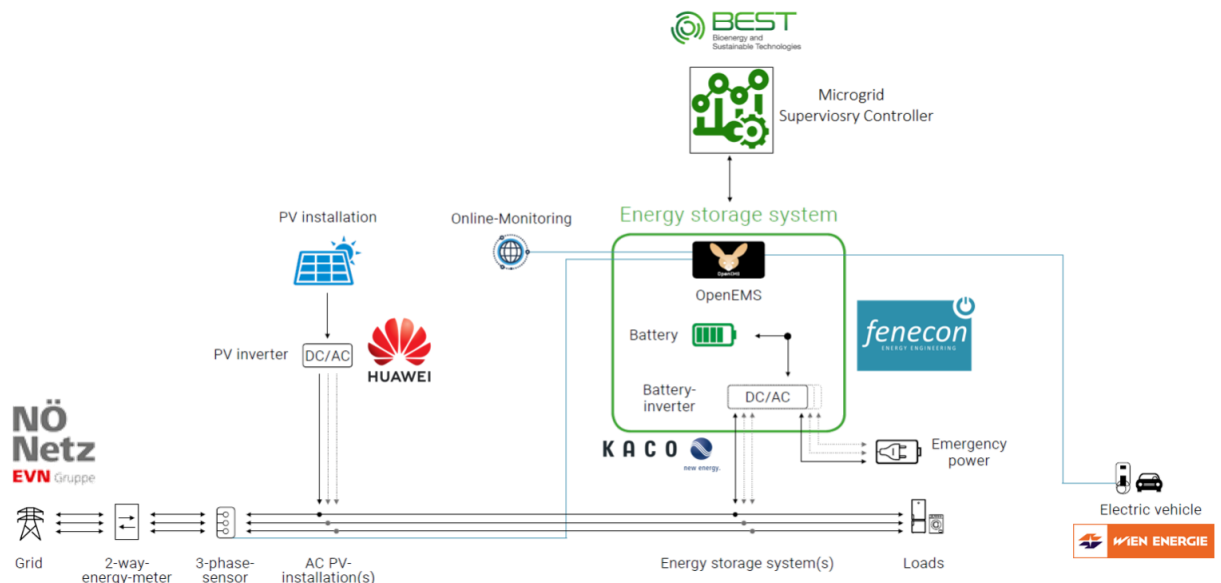 BEST
Bioenergy and
Sustainable Technologies
Microgrid
Superviosry Controller
PV installation
Online-Monitoring
Energy storage system
OpenEMS
OpenEMS
Battery
fenecon
ENERGY ENGINEERING
PV inverter
DC/AC
HUAWEI
Battery-
inverter
DC/AC
NÖ
Netz
EVN Gruppe
KACO
new energy.
Emergency
power
Electric vehicle
WIEN ENERGIE
Grid
2-way-
energy-meter
3-phase-
sensor
AC PV-
installation(s)
Energy storage system(s)
Loads